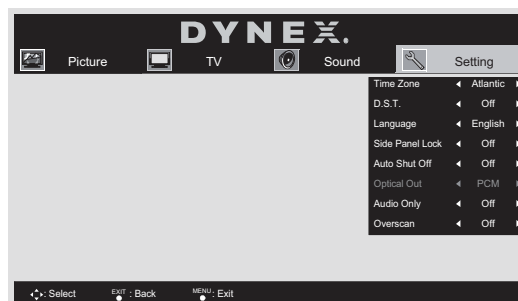 DYNEX.
Picture TV Sound Setting
Time Zone Atlantic
D.S.T. Off
Language English
Side Panel Lock Off
Auto Shut Off Off
Optical Out PCM
Audio Only Off
Overscan Off
: Select EXIT : Back MENU : Exit